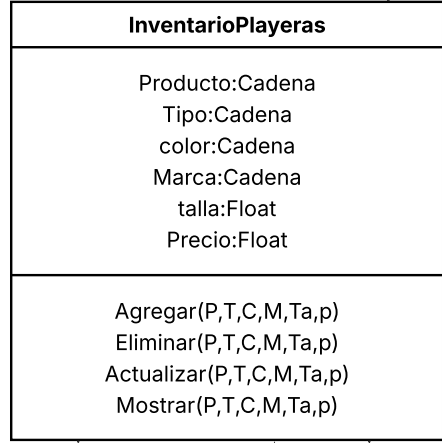 InventarioPlayeras
Producto:Cadena
Tipo:Cadena
color:Cadena
Marca:Cadena
talla:Float
Precio:Float
Agregar(P,T,C,M,Ta,p)
Eliminar(P,T,C,M,Ta,p)
Actualizar(P,T,C,M,Ta,p)
Mostrar(P,T,C,M,Ta,p)